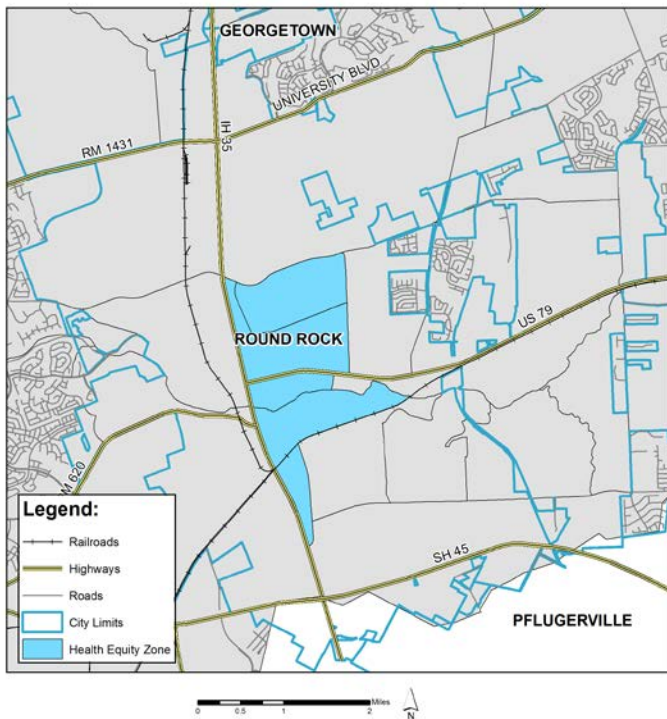 GEORGETOWN
UNIVERSITY BLVD
IH 35
RM 1431
ROUND ROCK
US 79
M 620
Legend:
Railroads
Highways
Roads
City Limits
Health Equity Zone
SH 45
PFLUGERVILLE
Miles
0 0.5 1 2
N